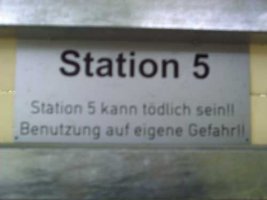 Station 5
Station 5 kann tödlich sein!!
Benutzung auf eigene Gefahr!!